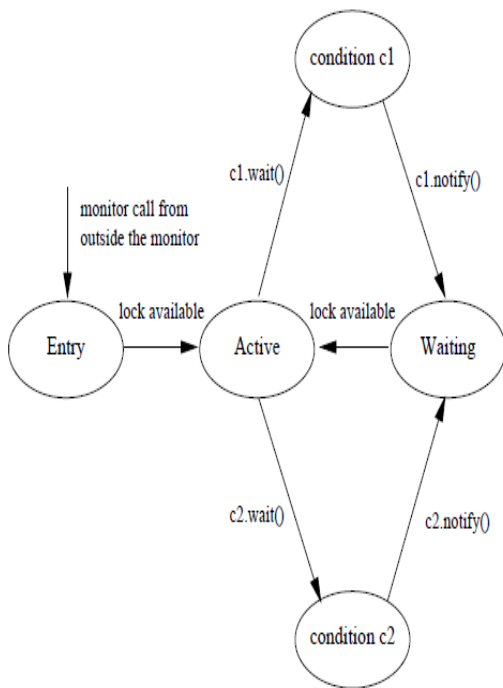 condition c1
c1.wait()
c1.notify()
monitor call from
outside the monitor
lock available
lock available
Entry
Active
Waiting
c2.wait()
c2.notify()
condition c2